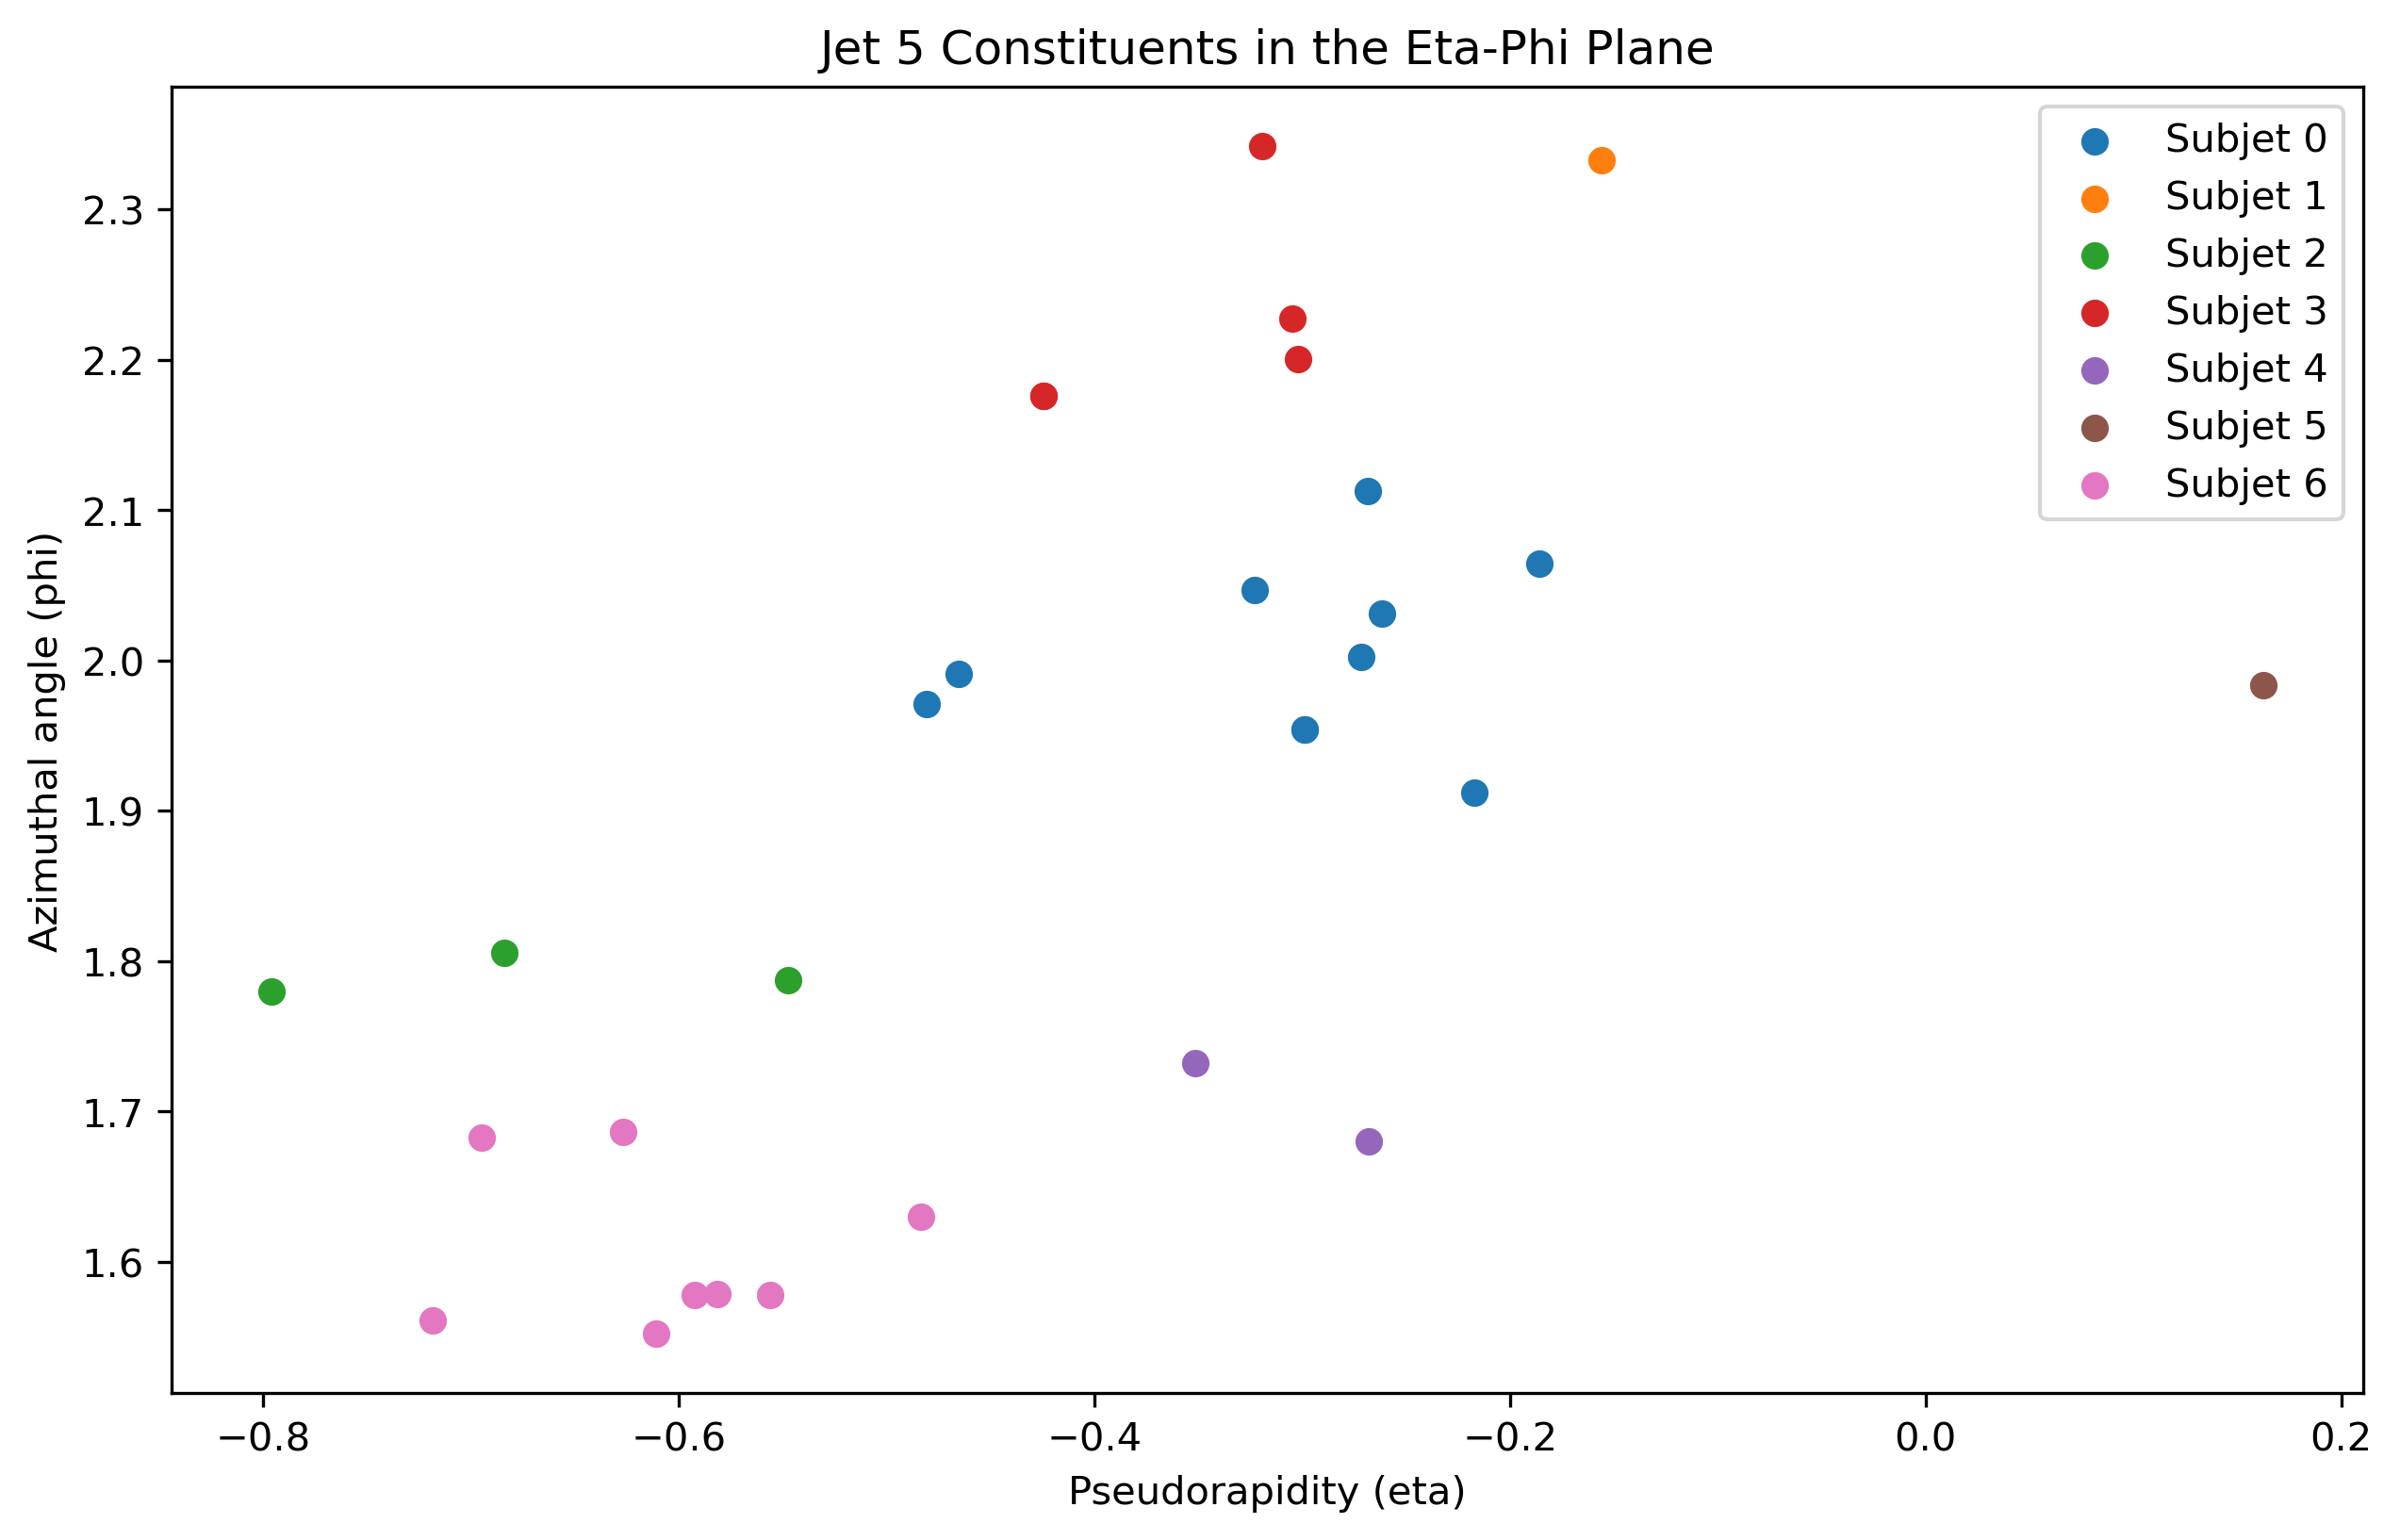 Jet 5 Constituents in the Eta-Phi Plane
Subjet 0
Subjet 1
Subjet 2
Subjet 3
Subjet 4
Subjet 5
Subjet 6
Azimuthal angle (phi)
2.3
2.2
2.1
2.0
1.9
1.8
1.7
1.6
−0.8 −0.6 −0.4 −0.2 0.0 0.2
Pseudorapidity (eta)